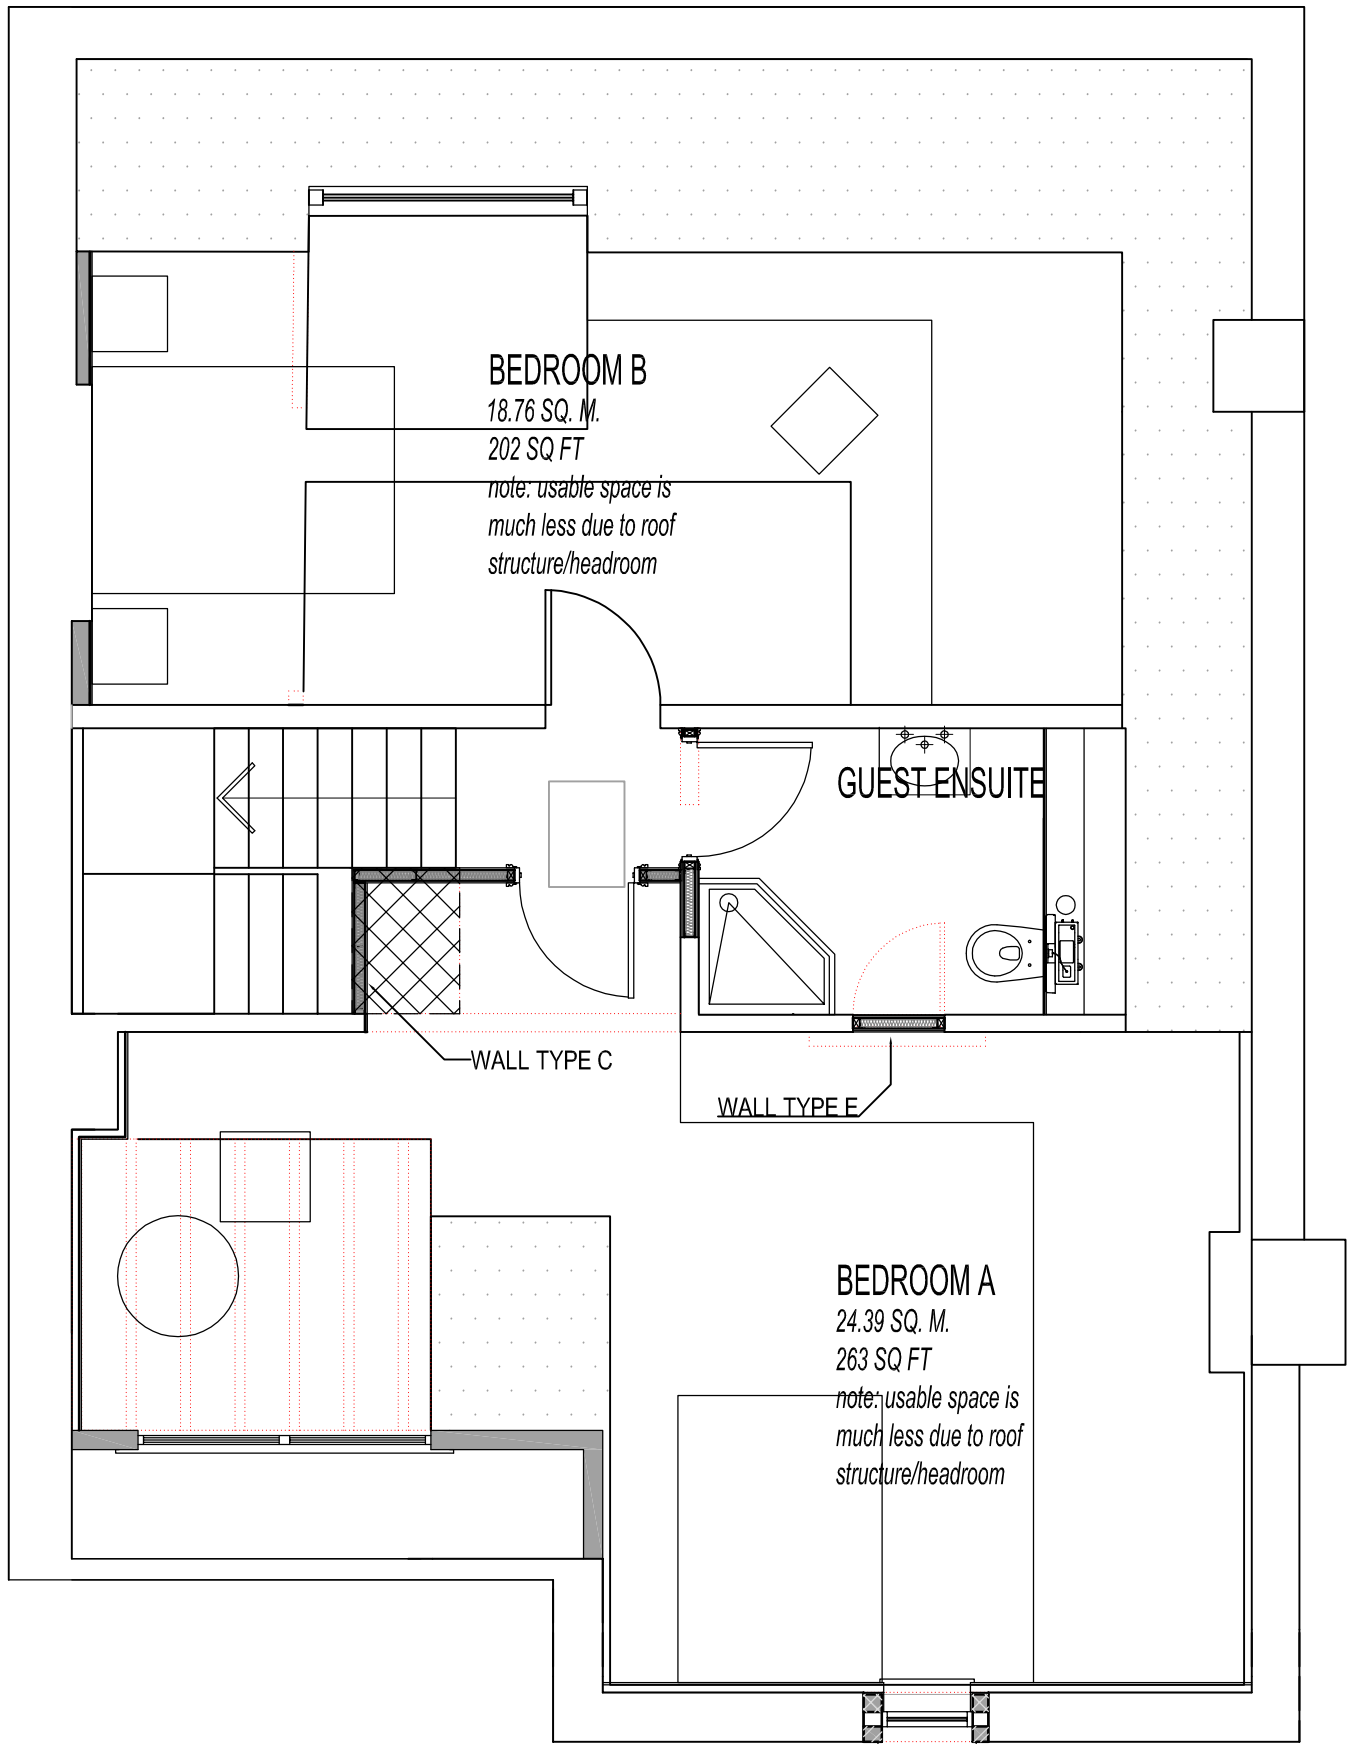 BEDROOM B
18.76 SQ. M.
202 SQ FT
note: usable space is
much less due to roof
structure/headroom
GUEST ENSUITE
WALL TYPE C
WALL TYPE E
BEDROOM A
24.39 SQ. M.
263 SQ FT
note: usable space is
much less due to roof
structure/headroom